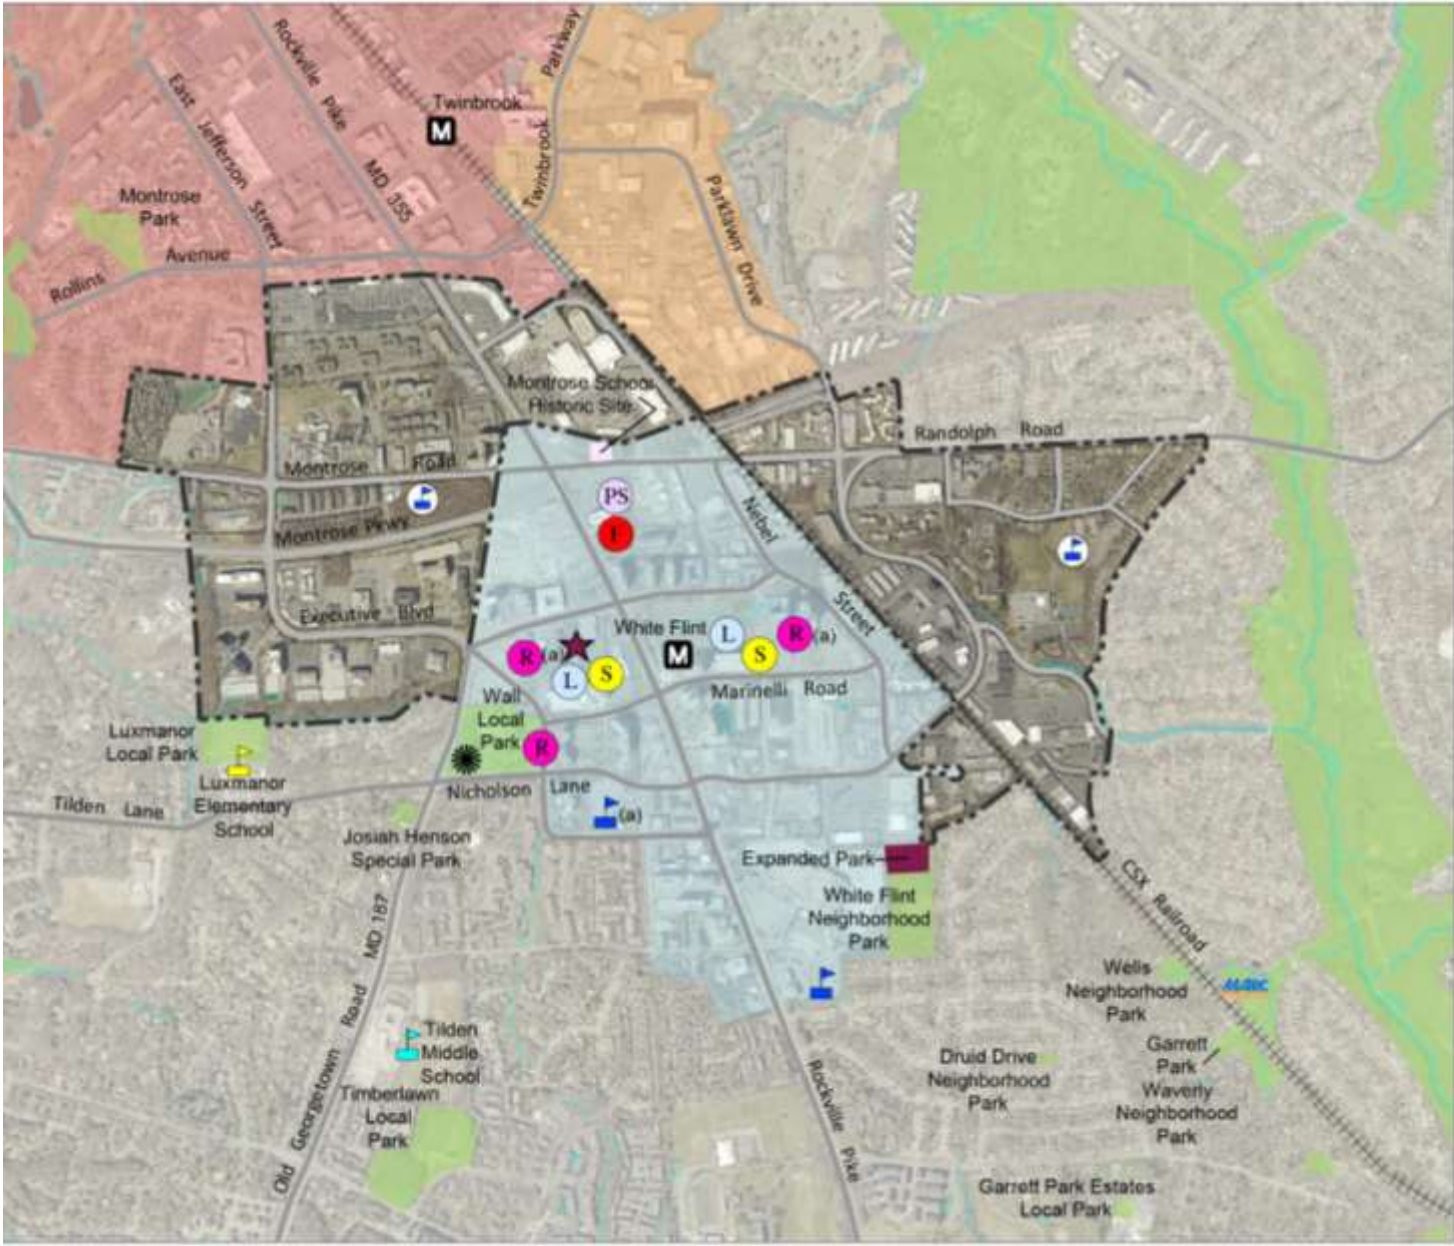 Rockville Pike MD 355
Twinbrook Parkway
Twinbrook
M
East Jefferson Street
Montrose
Park
Parklawn Drive
Rollins Avenue
Montrose School
Historic Site
Randolph Road
Montrose Road
PS
F
Nebel Street
Montrose Pkwy
Executive Blvd
White Flint
M
L
S
R (a)
R (a)
L
S
Marinelli Road
Wall
Local
Park
R
Luxmanor
Local Park
Luxmanor
Elementary
School
Nicholson Lane
Tilden Lane
(a)
Josiah Henson
Special Park
Expanded Park
White Flint
Neighborhood
Park
CSX Railroad
Old Georgetown Road MD 187
Wells
Neighborhood
Park
MARC
Tilden
Middle
School
Garrett
Park
Waverly
Neighborhood
Park
Druid Drive
Neighborhood
Park
Timberlawn
Local
Park
Rockville Pike
Garrett Park Estates
Local Park